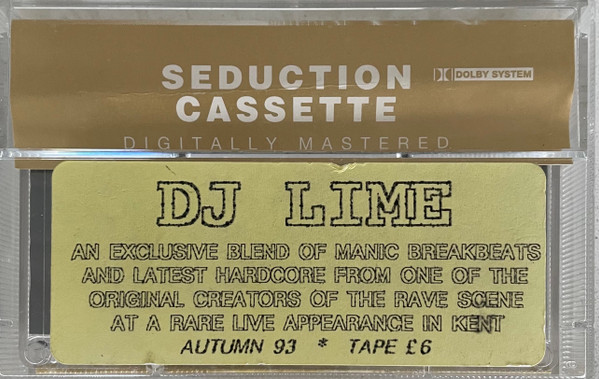 SEDUCTION
DOLBY SYSTEM
CASSETTE
DIGITALLY MASTERED
DJ LIME
AN EXCLUSIVE BLEND OF MANIC BREAKBEATS
AND LATEST HARDCORE FROM ONE OF THE
ORIGINAL CREATORS OF THE RAVE SCENE
AT A RARE LIVE APPEARANCE IN KENT
AUTUMN 93 * TAPE £6